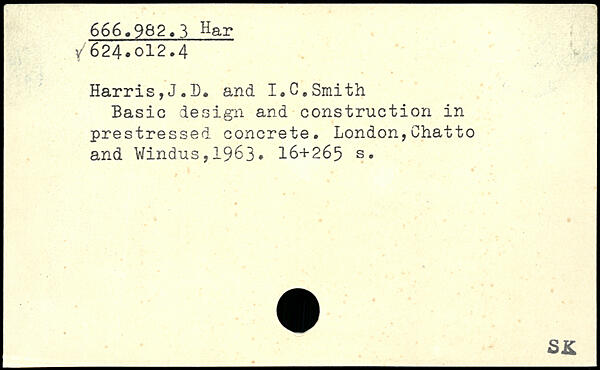 666.982.3 Har
√624.012.4
Harris,J.D. and I.C.Smith
Basic design and construction in
prestressed concrete. London,Chatto
and Windus,1963. 16+265 s.
SK